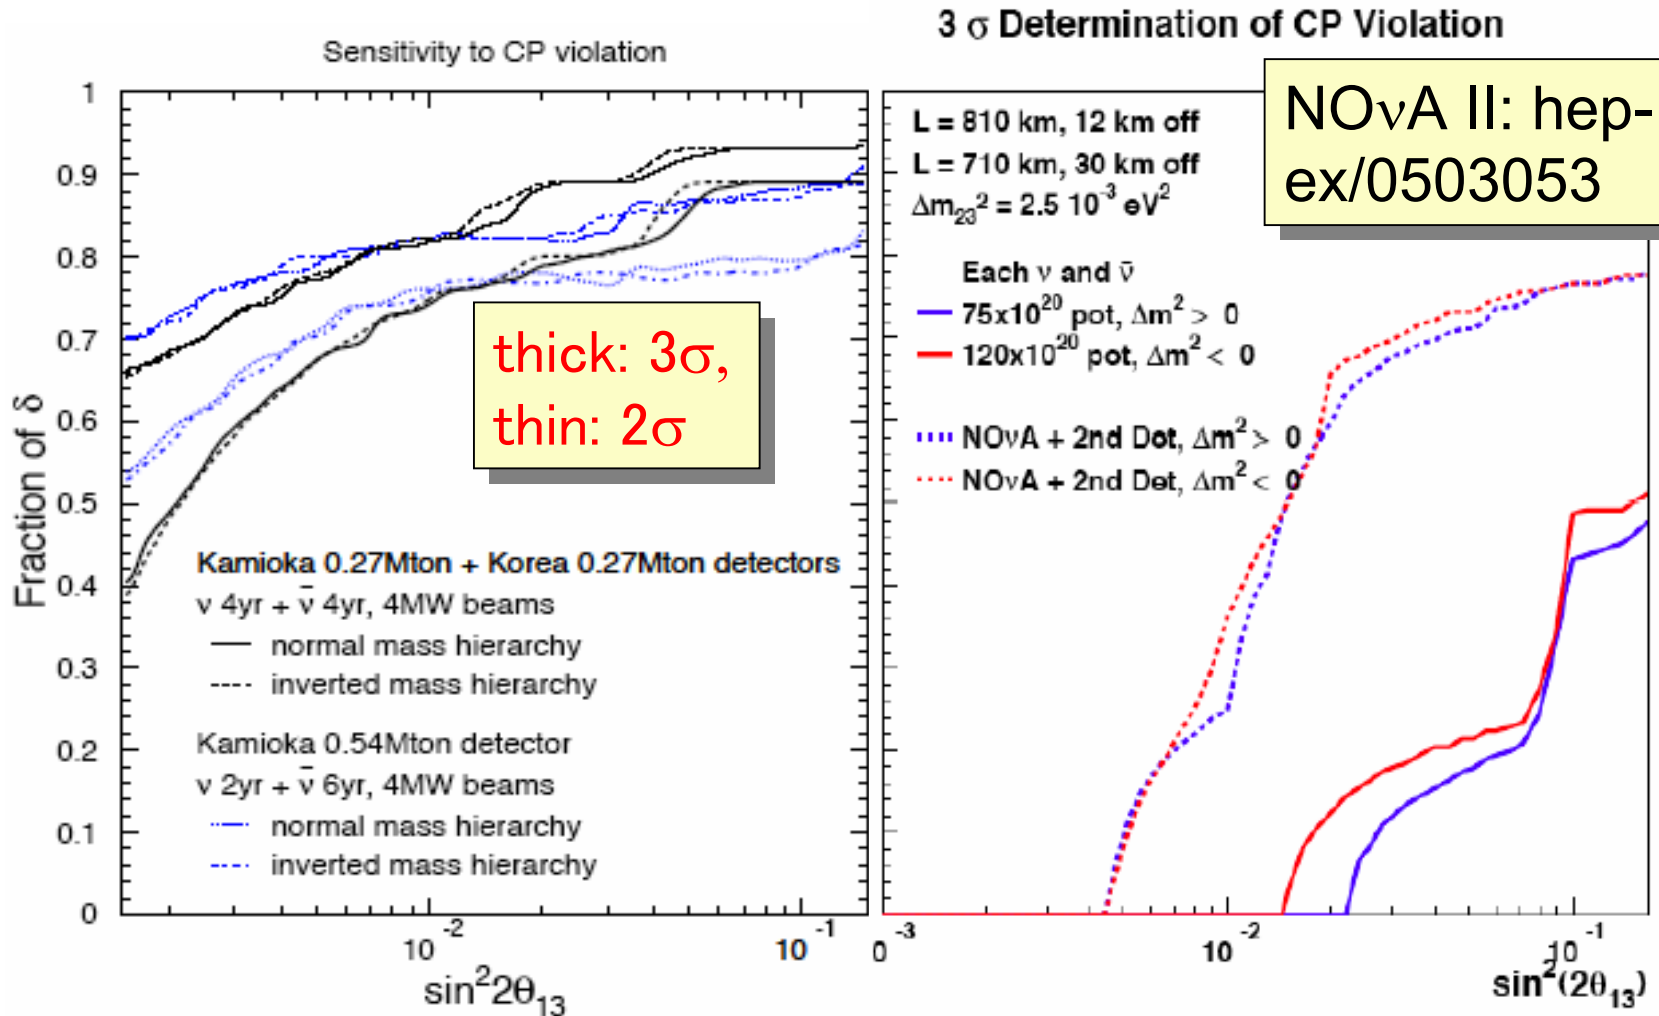 Sensitivity to CP violation
1
0.9
0.8
0.7
0.6
0.5
0.4
0.3
0.2
0.1
0
Fraction of δ
thick: 3σ,
thin: 2σ
Kamioka 0.27Mton + Korea 0.27Mton detectors
ν 4yr + ν̄ 4yr, 4MW beams
normal mass hierarchy
inverted mass hierarchy
Kamioka 0.54Mton detector
ν 2yr + ν̄ 6yr, 4MW beams
normal mass hierarchy
inverted mass hierarchy
10⁻²
10⁻¹
sin²2θ₁₃
3 σ Determination of CP Violation
NOνA II: hep-
ex/0503053
L = 810 km, 12 km off
L = 710 km, 30 km off
Δm₂₃² = 2.5 10⁻³ eV²
Each ν and ν̄
75x10²⁰ pot, Δm² > 0
120x10²⁰ pot, Δm² < 0
NOνA + 2nd Dot, Δm² > 0
NOνA + 2nd Det, Δm² < 0
0⁻³
10⁻²
10⁻¹
sin²(2θ₁₃)